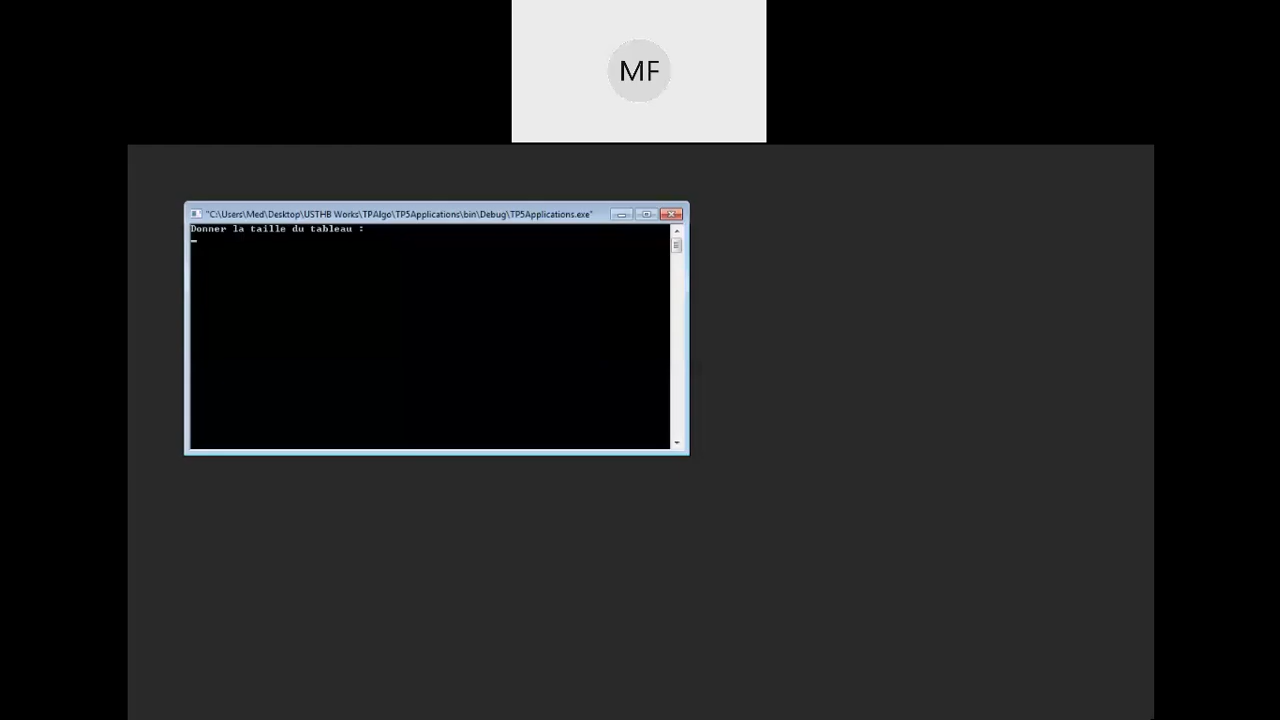 MF
"C:\Users\Med\Desktop\USTHB Works\TPAlgo\TP5Applications\bin\Debug\TP5Applications.exe"
Donner la taille du tableau :